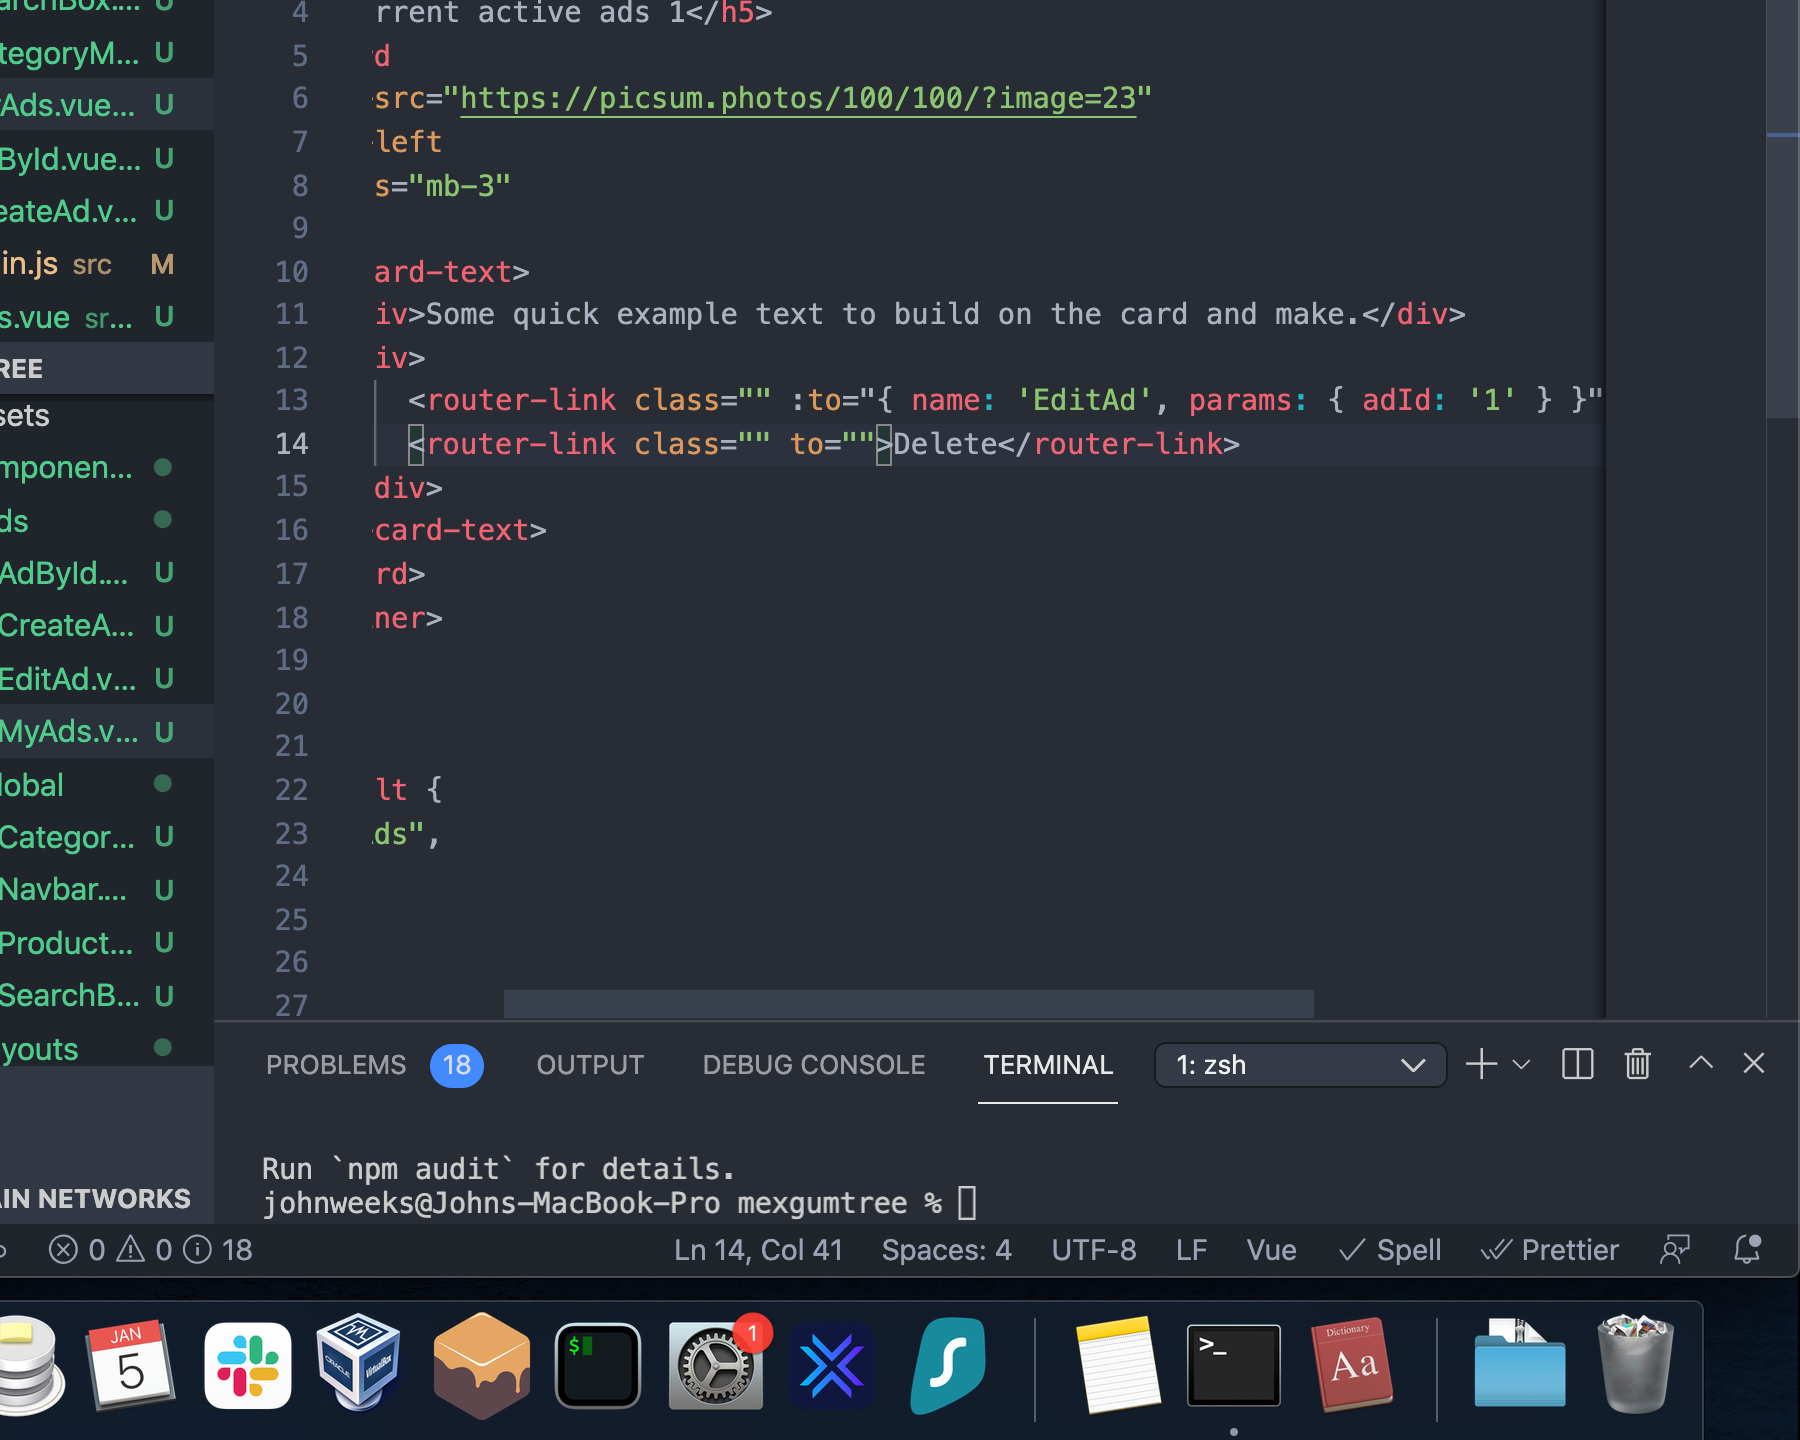 archBox.... U
tegoryM... U
Ads.vue... U
ById.vue... U
eateAd.v... U
in.js src M
s.vue sr... U
REE
sets
mponen...
ds
AdById.... U
CreateA... U
EditAd.v... U
MyAds.v... U
lobal
Categor... U
Navbar.... U
Product... U
SearchB... U
youts
AIN NETWORKS
4 rrent active ads 1</h5>
5 d
6 src="https://picsum.photos/100/100/?image=23"
7 left
8 s="mb-3"
9
10 ard-text>
11 iv>Some quick example text to build on the card and make.</div>
12 iv>
13 <router-link class="" :to="{ name: 'EditAd', params: { adId: '1' } }"
14 <router-link class="" to="">Delete</router-link>
15 div>
16 card-text>
17 rd>
18 ner>
19
20
21
22 lt {
23 ds",
24
25
26
27
PROBLEMS 18 OUTPUT DEBUG CONSOLE TERMINAL 1: zsh
Run `npm audit` for details.
johnweeks@Johns-MacBook-Pro mexgumtree %
0 0 18 Ln 14, Col 41 Spaces: 4 UTF-8 LF Vue Spell Prettier
JAN
5
ORACLE
VirtualBox
$
1
>_
Dictionary
Aa